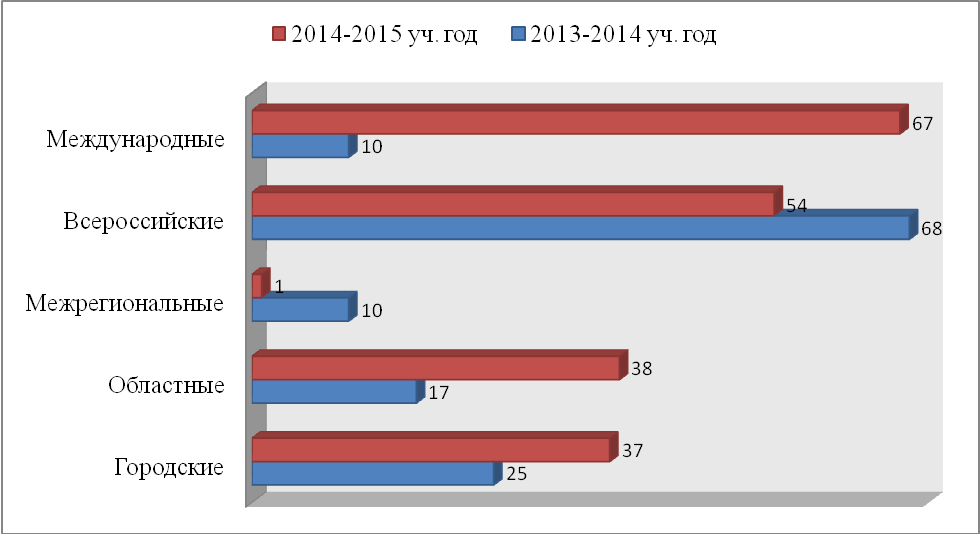 2014-2015 уч. год 2013-2014 уч. год
Международные
67
10
Всероссийские
54
68
Межрегиональные
1
10
Областные
38
17
Городские
37
25